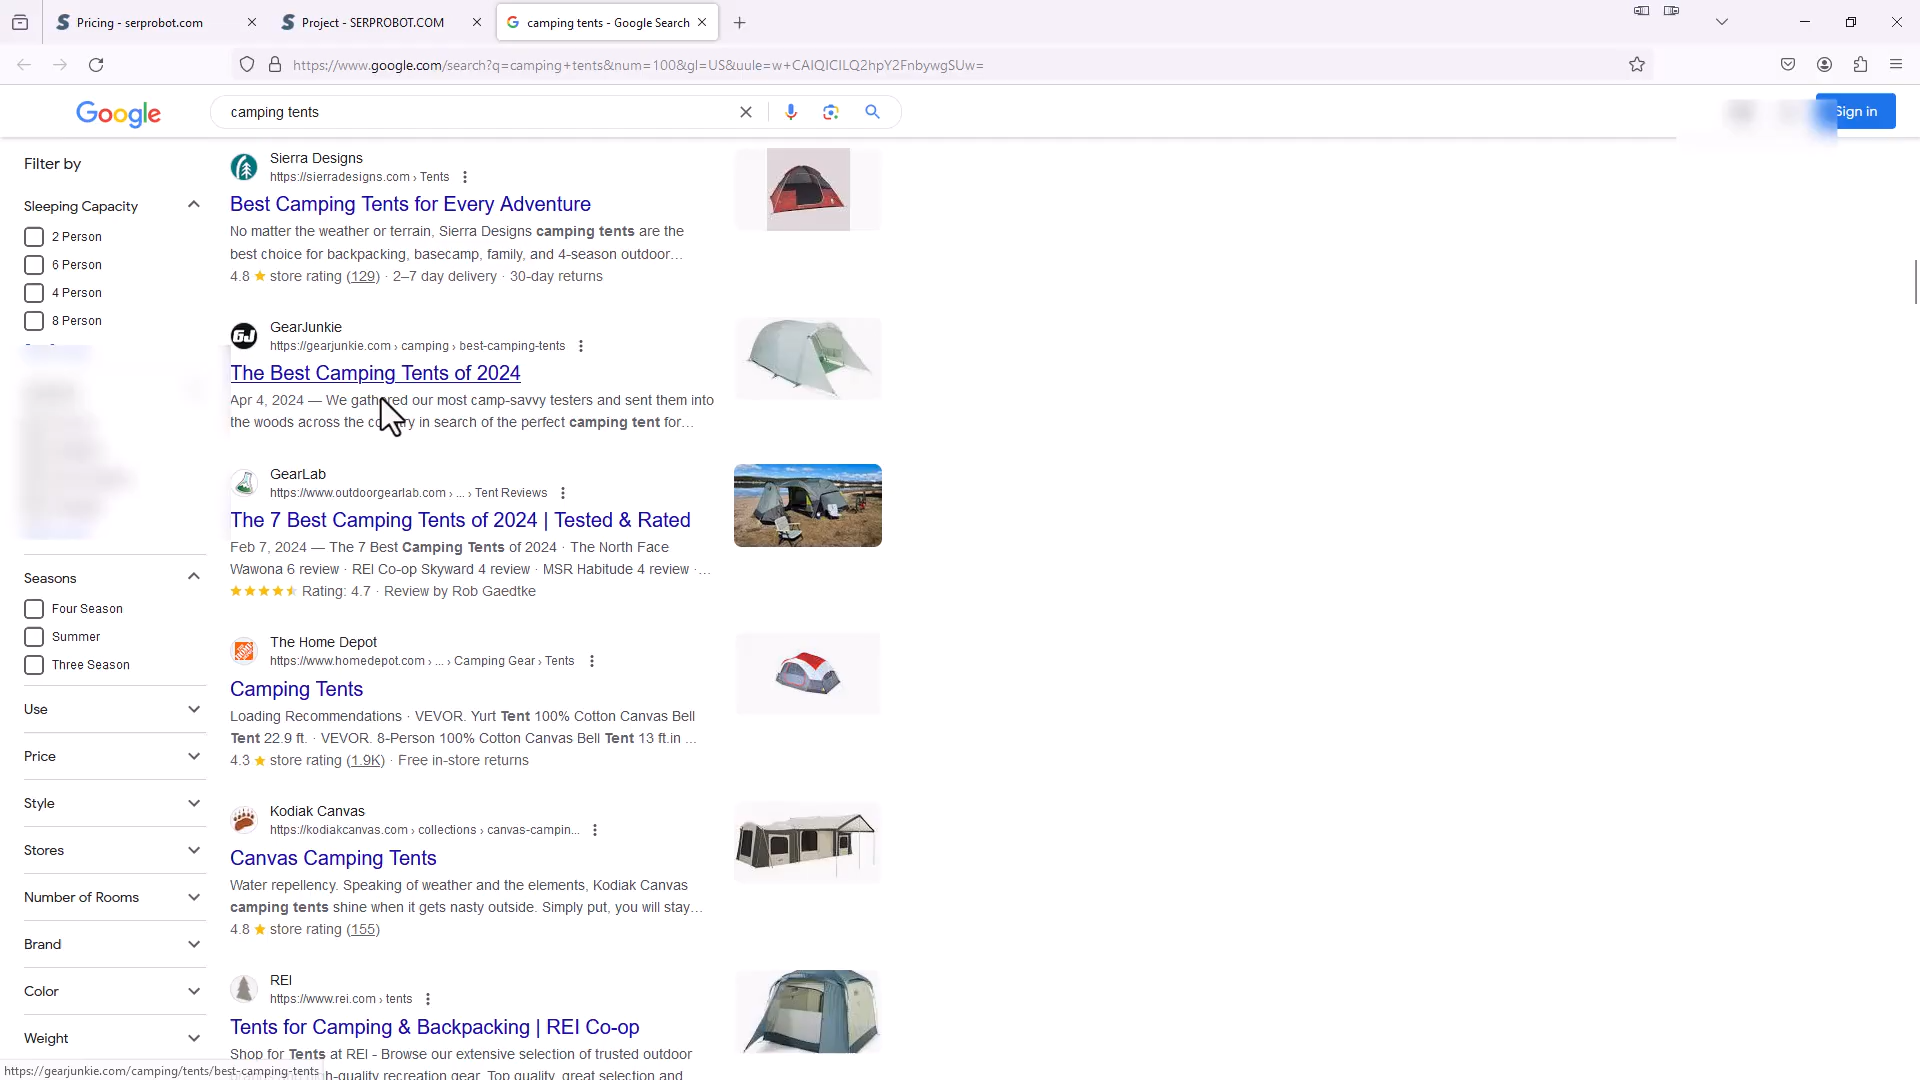 Pricing - serprobot.com
Project - SERPROBOT.COM
camping tents - Google Search
https://www.google.com/search?q=camping+tents&num=100&gl=US&uule=w+CAIQICILQ2hpY2FnbywgSUw=
Google
camping tents
Sign in
Filter by
Sleeping Capacity
2 Person
6 Person
4 Person
8 Person
Seasons
Four Season
Summer
Three Season
Use
Price
Style
Stores
Number of Rooms
Brand
Color
Weight
Sierra Designs
https://sierradesigns.com › Tents
Best Camping Tents for Every Adventure
No matter the weather or terrain, Sierra Designs camping tents are the
best choice for backpacking, basecamp, family, and 4-season outdoor...
4.8 ★ store rating (129) · 2–7 day delivery · 30-day returns
6J
GearJunkie
https://gearjunkie.com › camping › best-camping-tents
The Best Camping Tents of 2024
Apr 4, 2024 — We gathered our most camp-savvy testers and sent them into
the woods across the country in search of the perfect camping tent for...
GearLab
https://www.outdoorgearlab.com › ... › Tent Reviews
The 7 Best Camping Tents of 2024 | Tested & Rated
Feb 7, 2024 — The 7 Best Camping Tents of 2024 · The North Face
Wawona 6 review · REI Co-op Skyward 4 review · MSR Habitude 4 review ·...
Rating: 4.7 · Review by Rob Gaedtke
The Home Depot
https://www.homedepot.com › ... › Camping Gear › Tents
Camping Tents
Loading Recommendations · VEVOR. Yurt Tent 100% Cotton Canvas Bell
Tent 22.9 ft. · VEVOR. 8-Person 100% Cotton Canvas Bell Tent 13 ft.in ...
4.3 ★ store rating (1.9K) · Free in-store returns
Kodiak Canvas
https://kodiakcanvas.com › collections › canvas-campin...
Canvas Camping Tents
Water repellency. Speaking of weather and the elements, Kodiak Canvas
camping tents shine when it gets nasty outside. Simply put, you will stay...
4.8 ★ store rating (155)
REI
https://www.rei.com › tents
Tents for Camping & Backpacking | REI Co-op
Shop for Tents at REI - Browse our extensive selection of trusted outdoor
high-quality recreation gear. Top quality, great selection and
https://gearjunkie.com/camping/tents/best-camping-tents